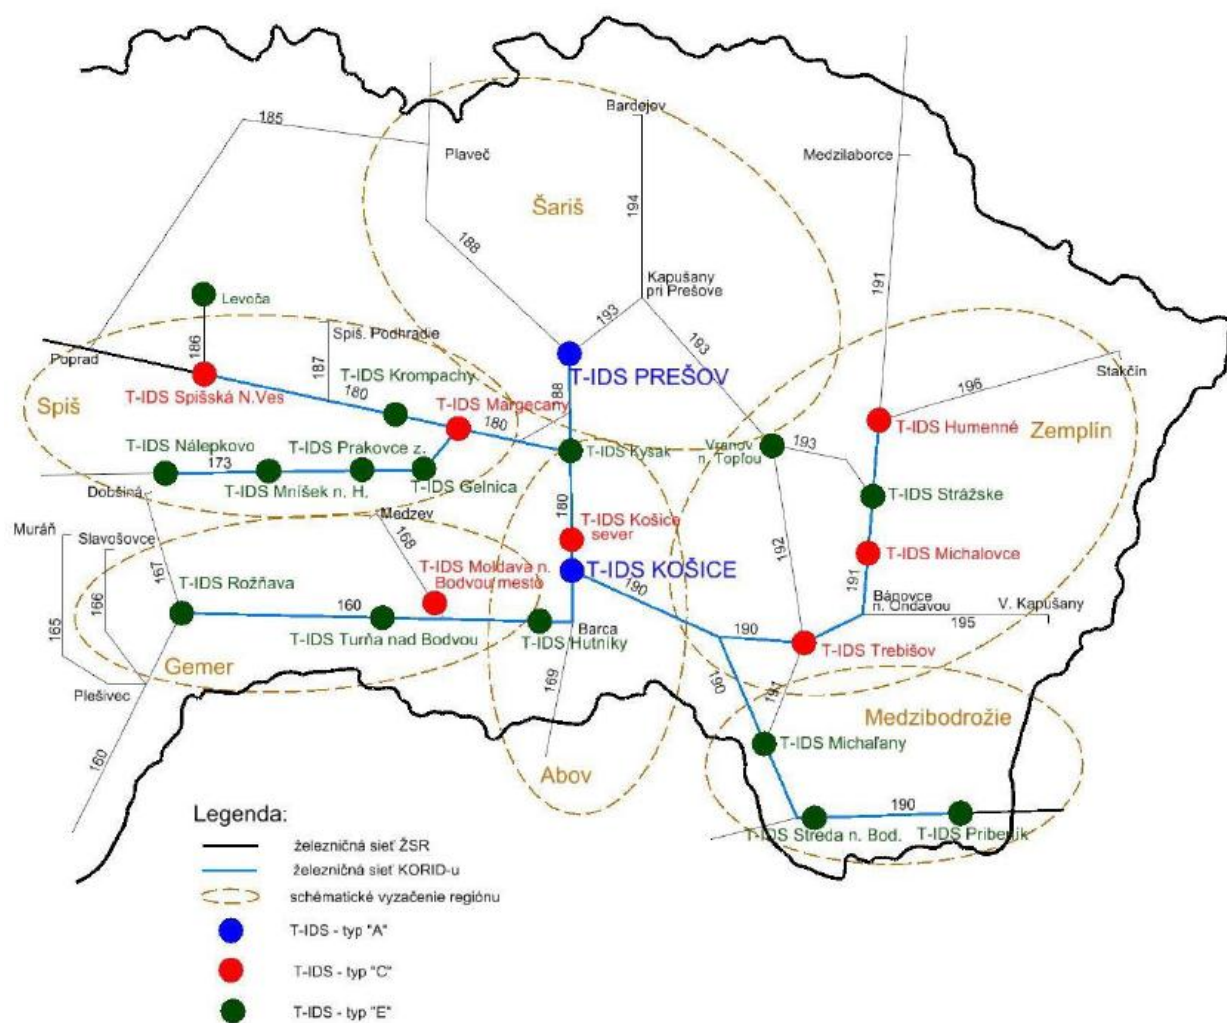 185
Bardejov
Plaveč
Medzilaborce
Šariš
194
188
191
Kapušany
pri Prešove
193
193
Levoča
186
Poprad
Spiš. Podhradie
187
T-IDS PREŠOV
Stakčín
196
T-IDS Krompachy
180
T-IDS Spišská N.Ves
T-IDS Margecany
88
Spiš
180
T-IDS Humenné
Zemplín
T-IDS Nálepkovo
T-IDS Prakovce z.
T-IDS Kyšak
Vranov
n. Topľou
193
173
T-IDS Mníšek n. H.
T-IDS Gelnica
T-IDS Strážske
Dobšiná
Medzev
180
T-IDS Košice
sever
Muráň
Slavošovce
168
192
T-IDS Michalovce
167
T-IDS Moldava n.
Bodvou mesto
T-IDS KOŠICE
190
191
T-IDS Rožňava
166
160
Bánovce
n. Ondavou
V. Kapušany
195
165
T-IDS Turňa nad Bodvou
T-IDS Hutníky
Barca
190
T-IDS Trebišov
Gemer
169
190
191
Plešivec
Medzibodrožie
160
T-IDS Michaľany
Abov
190
T-IDS Streda n. Bod.
T-IDS Pribeník
Legenda:
železničná sieť ŽSR
železničná sieť KORID-u
schématické vyzačenie regiónu
T-IDS - typ "A"
T-IDS - typ "C"
T-IDS - typ "E"